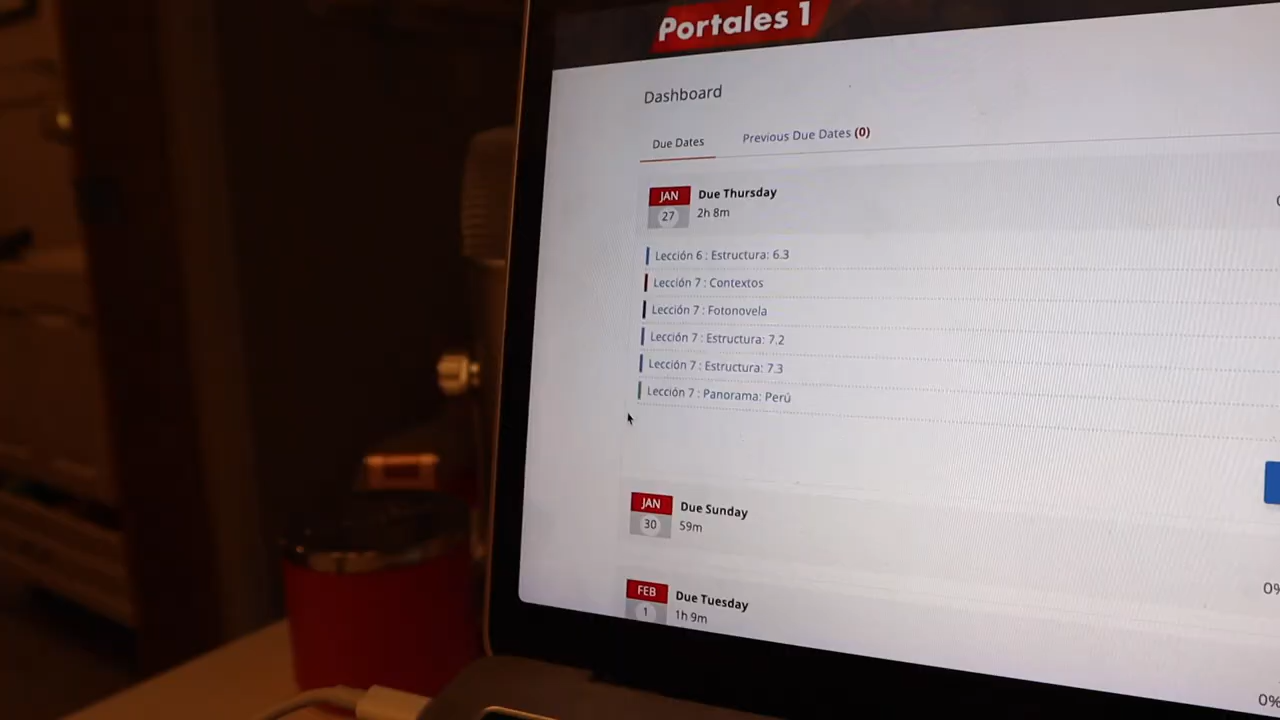 Portales 1
Dashboard
Due Dates
Previous Due Dates (0)
JAN
27
Due Thursday
2h 8m
Lección 6 : Estructura: 6.3
Lección 7 : Contextos
Lección 7 : Fotonovela
Lección 7 : Estructura: 7.2
Lección 7 : Estructura: 7.3
Lección 7 : Panorama: Perú
JAN
30
Due Sunday
59m
0%
FEB
1
Due Tuesday
1h 9m
0%